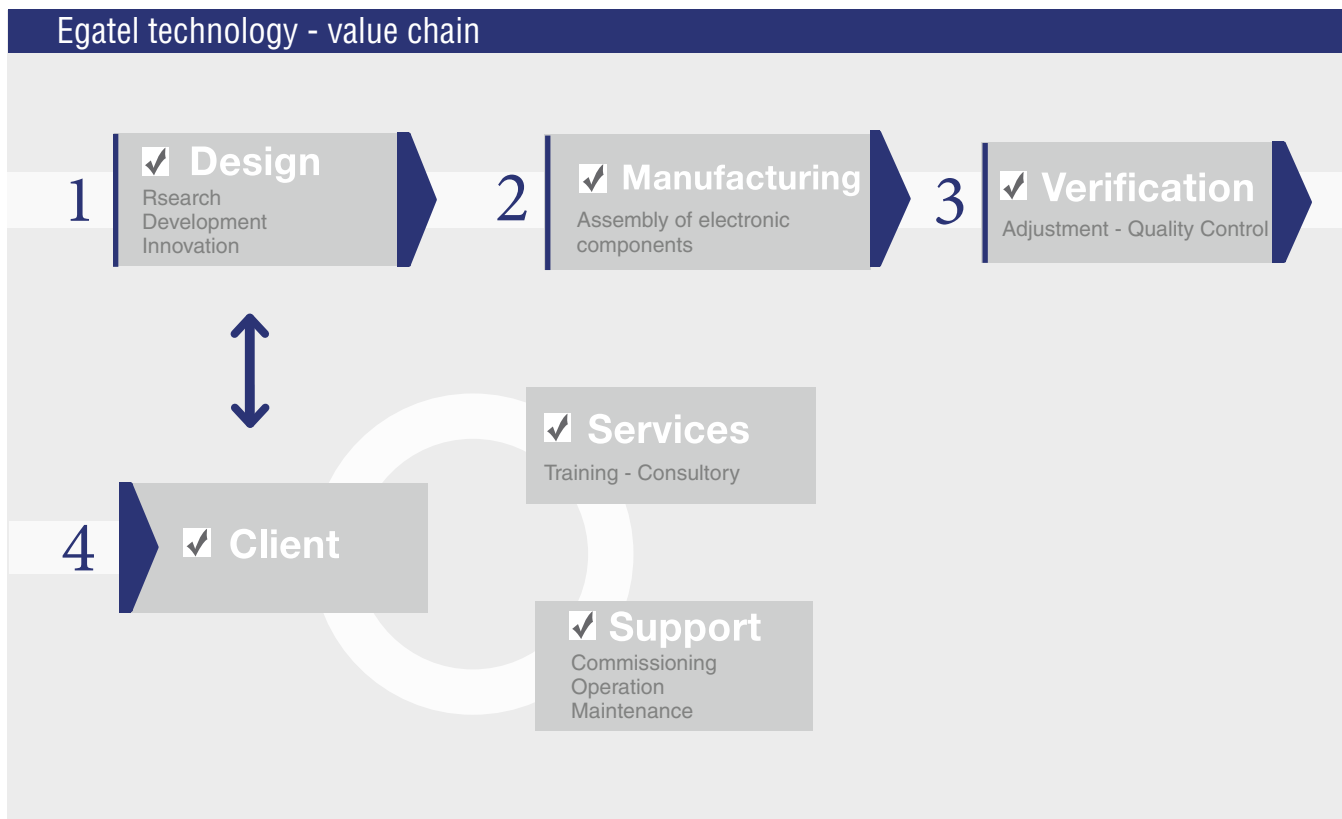 Egatel technology - value chain
1
Design
Rsearch
Development
Innovation
2
Manufacturing
Assembly of electronic
components
3
Verification
Adjustment - Quality Control
4
Client
Services
Training - Consultory
Support
Commissioning
Operation
Maintenance